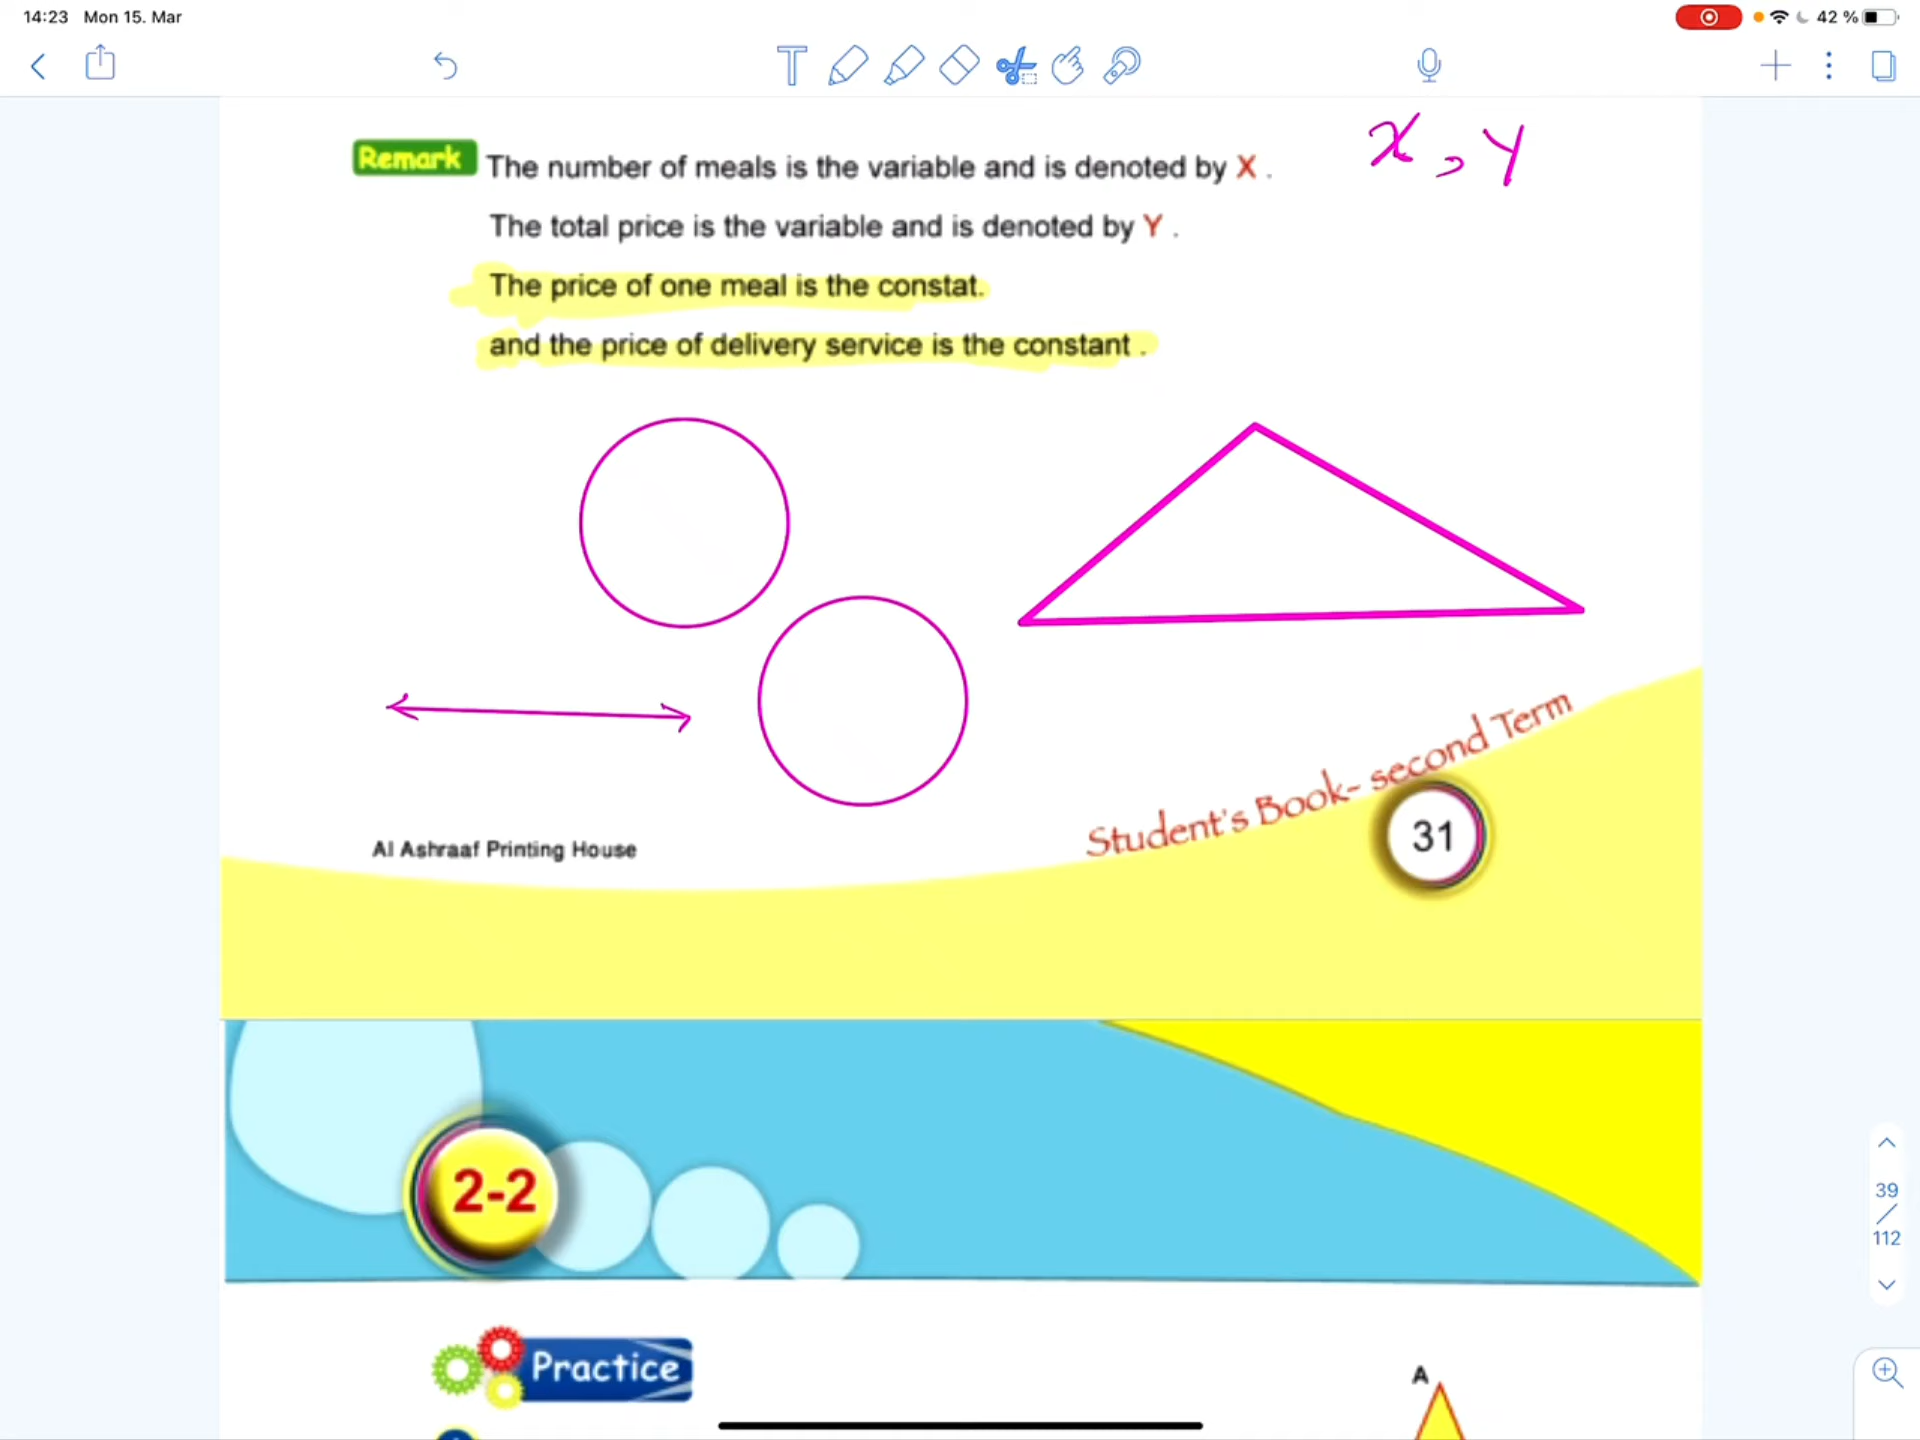 14:23 Mon 15. Mar
42 %
Remark The number of meals is the variable and is denoted by X .
x , y
The total price is the variable and is denoted by Y .
The price of one meal is the constat.
and the price of delivery service is the constant .
Student's Book- second Term
31
Al Ashraaf Printing House
2-2
39
/
112
Practice
A